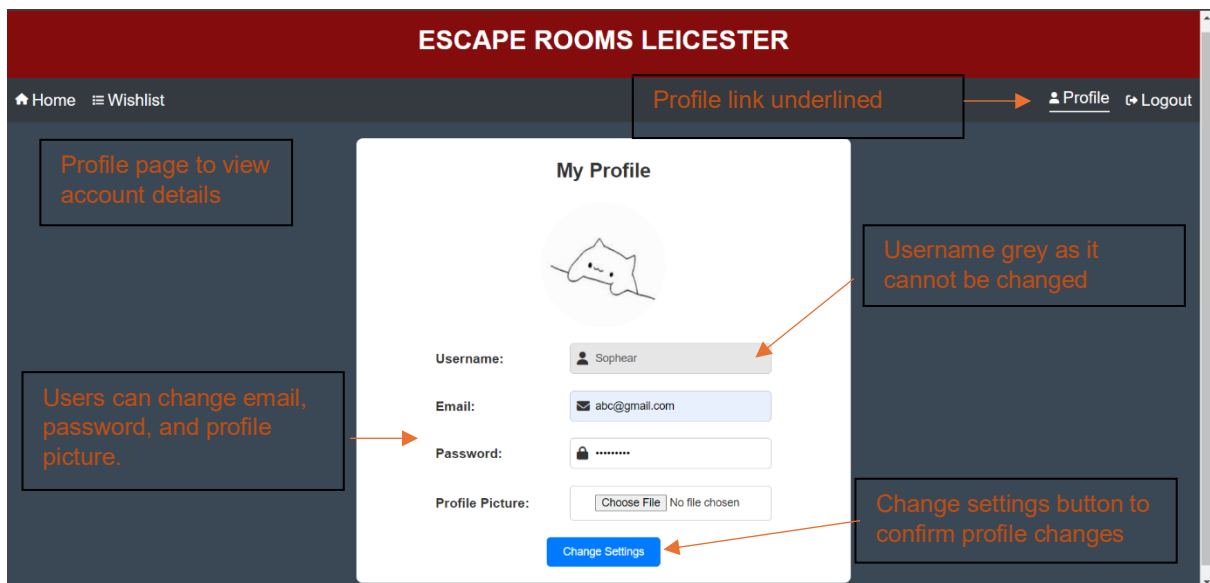 ESCAPE ROOMS LEICESTER
Home
Wishlist
Profile link underlined
Profile
Logout
Profile page to view
account details
My Profile
Username grey as it
cannot be changed
Username:
Sophear
Users can change email,
password, and profile
picture.
Email:
abc@gmail.com
Password:
•••••••••
Profile Picture:
Choose File
No file chosen
Change settings button to
confirm profile changes
Change Settings